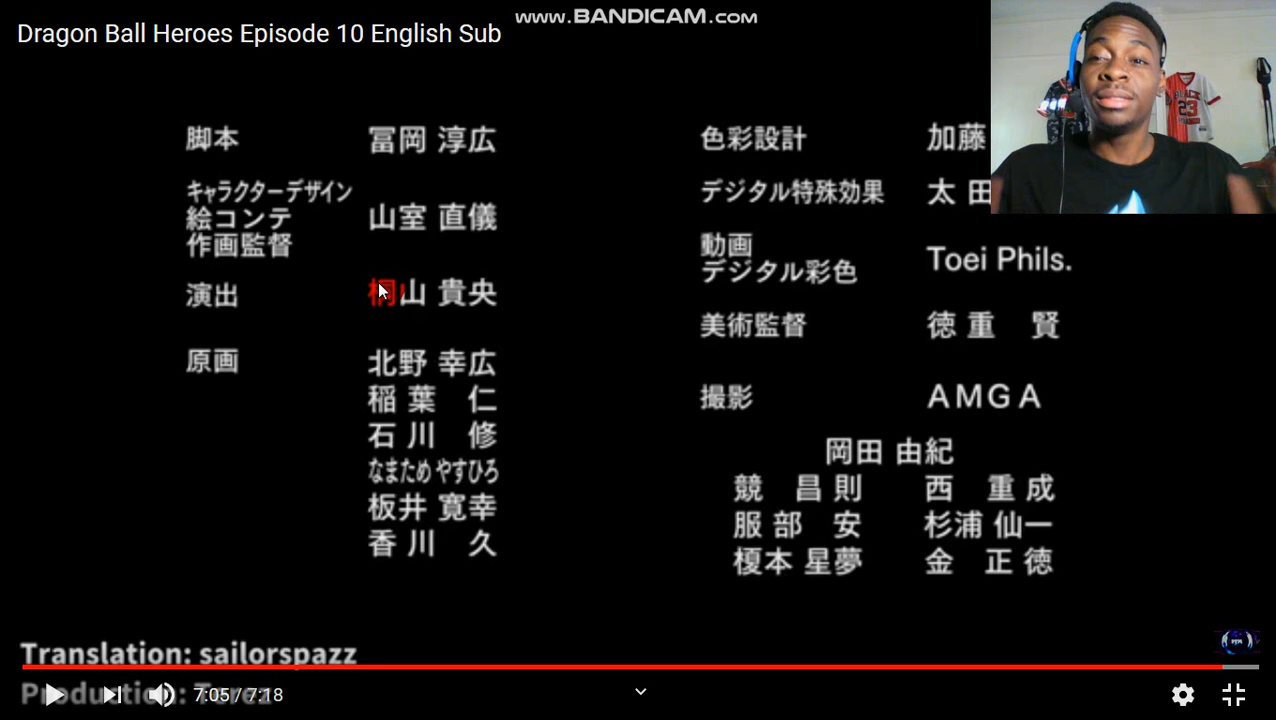 www.BANDICAM.com
Dragon Ball Heroes Episode 10 English Sub
脚本 冨岡 淳広
キャラクターデザイン
絵コンテ 山室 直儀
作画監督
演出 桐山 貴央
原画 北野 幸広
稲葉 仁
石川 修
なまため やすひろ
板井 寛幸
香川 久
色彩設計 加藤
デジタル特殊効果 太田
動画
デジタル彩色 Toei Phils.
美術監督 徳重 賢
撮影 AMGA
岡田 由紀
競 昌則 西 重成
服部 安 杉浦 仙一
榎本 星夢 金 正徳
BLACK
23
Translation: sailorspazz
Production:
7:05 / 7:18